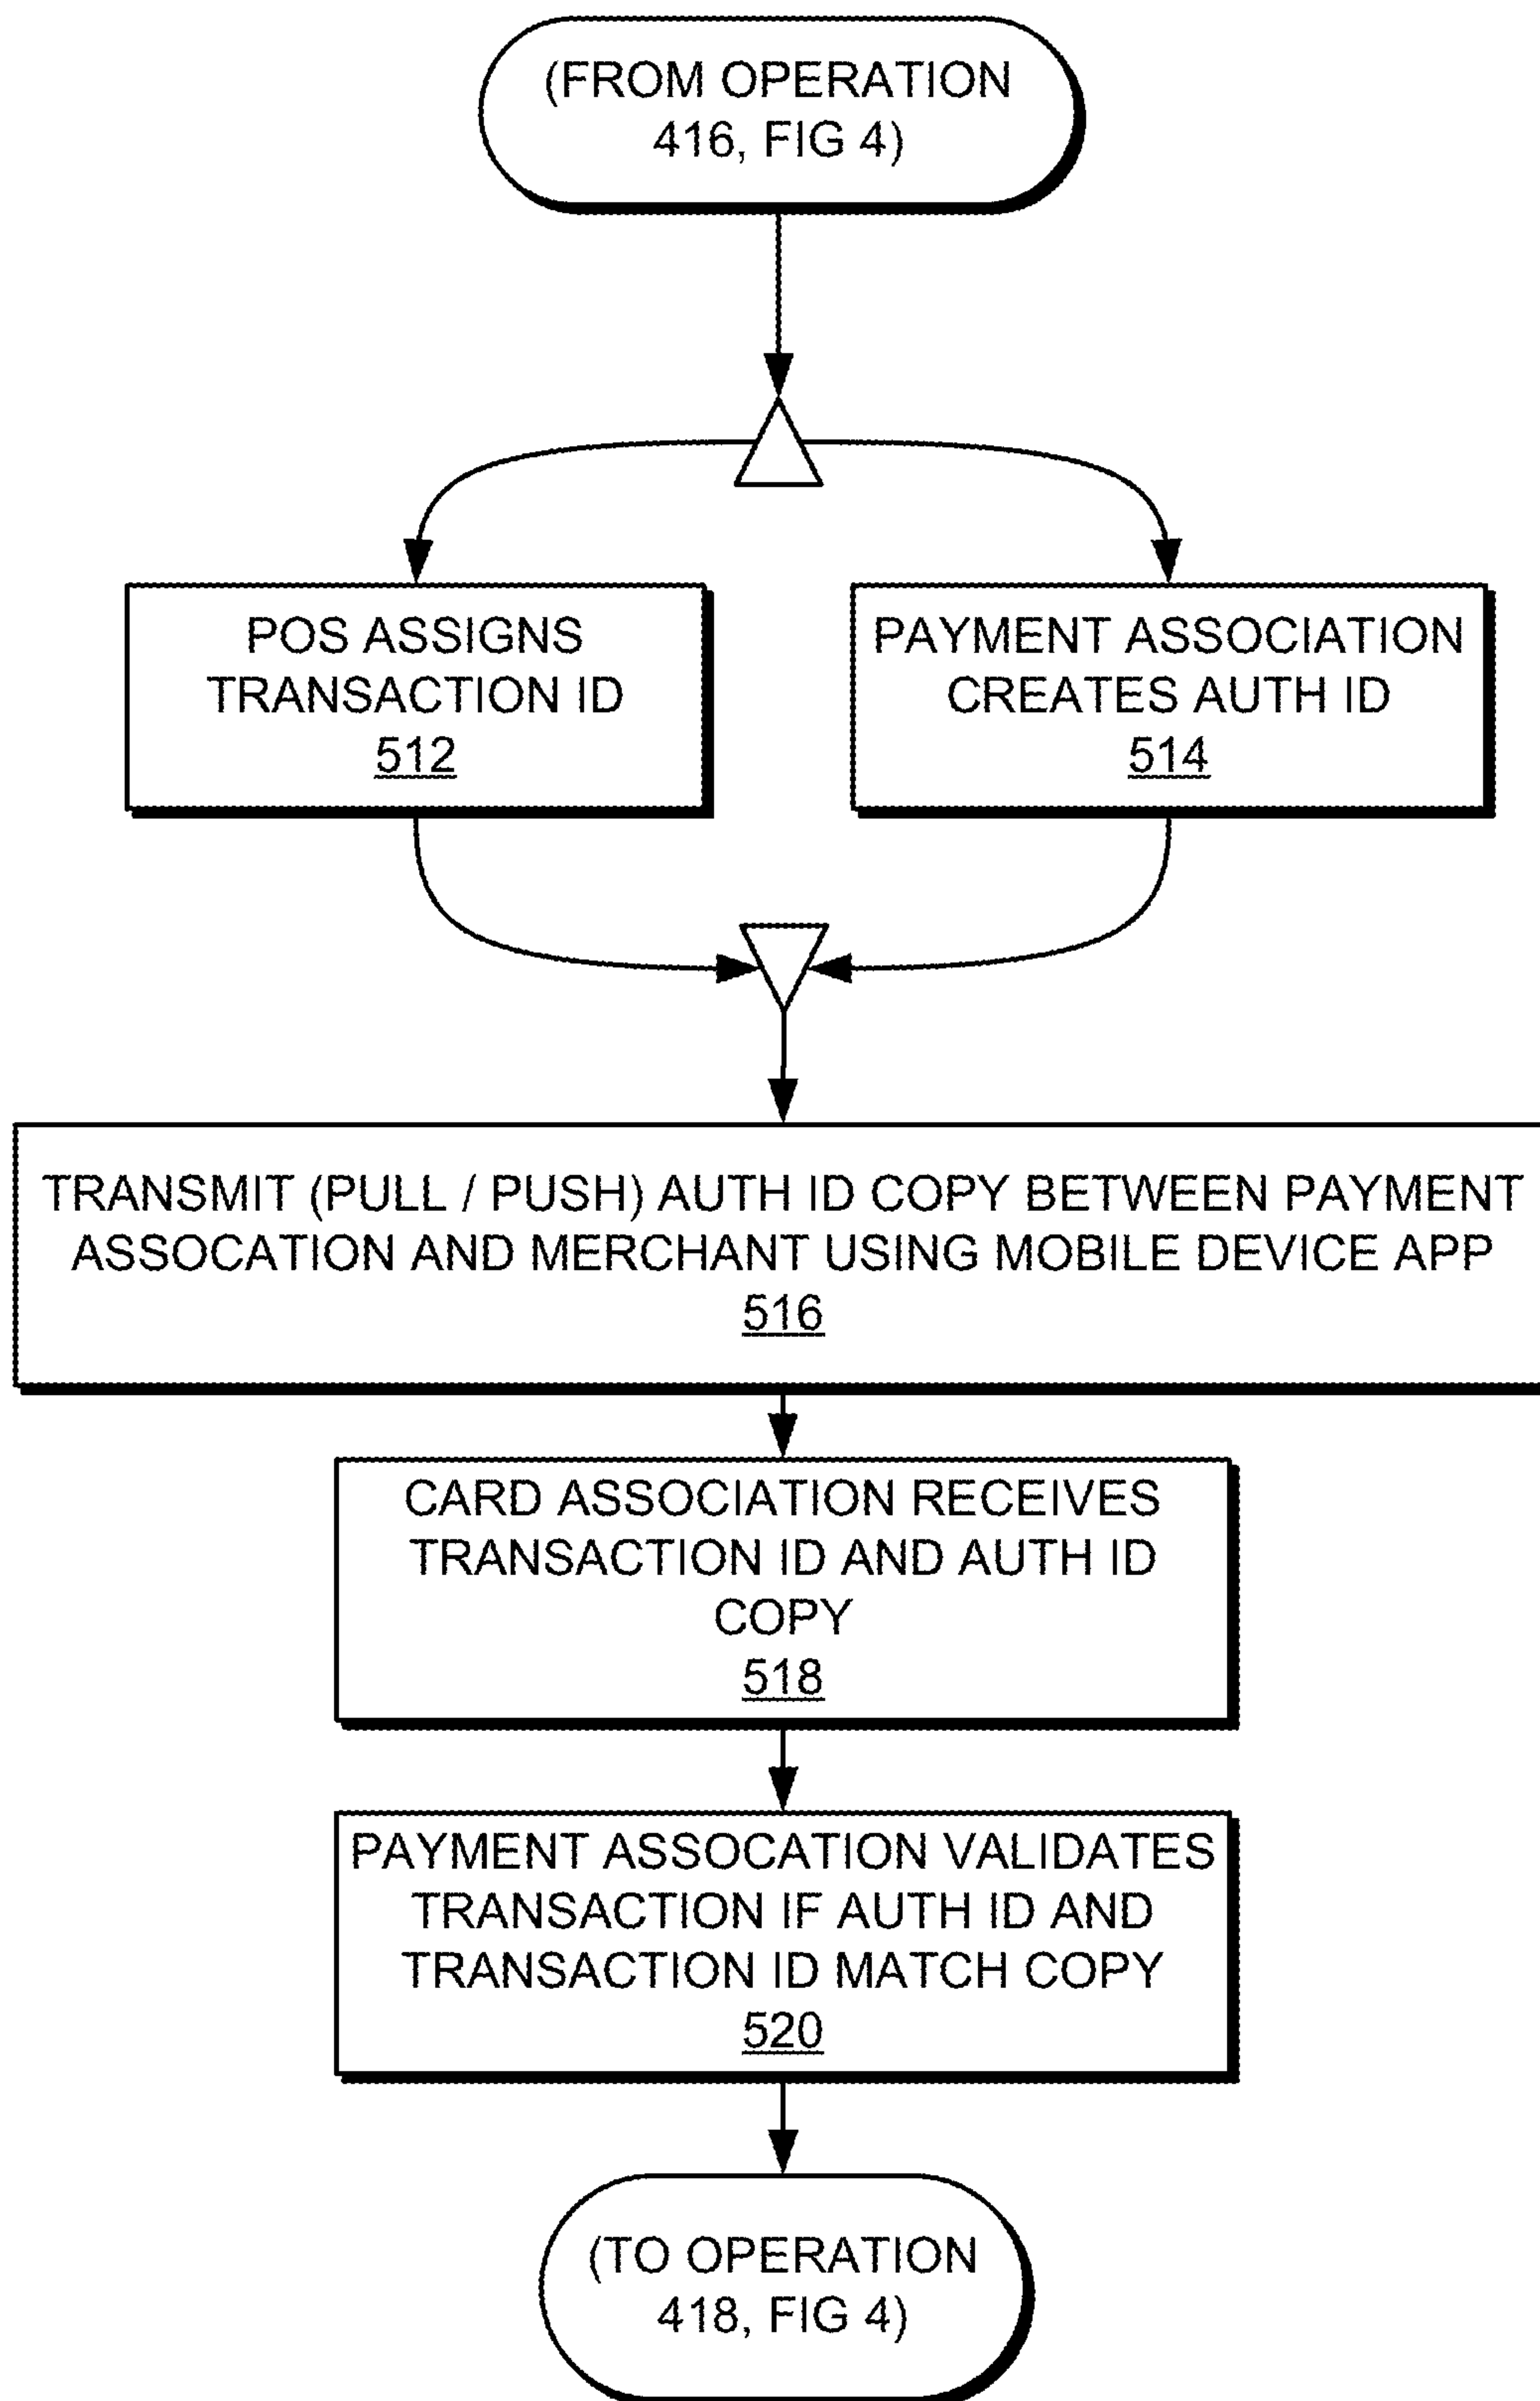 (FROM OPERATION
416, FIG 4)
POS ASSIGNS
TRANSACTION ID
512
PAYMENT ASSOCIATION
CREATES AUTH ID
514
TRANSMIT (PULL / PUSH) AUTH ID COPY BETWEEN PAYMENT
ASSOCATION AND MERCHANT USING MOBILE DEVICE APP
516
CARD ASSOCIATION RECEIVES
TRANSACTION ID AND AUTH ID
COPY
518
PAYMENT ASSOCATION VALIDATES
TRANSACTION IF AUTH ID AND
TRANSACTION ID MATCH COPY
520
(TO OPERATION
418, FIG 4)